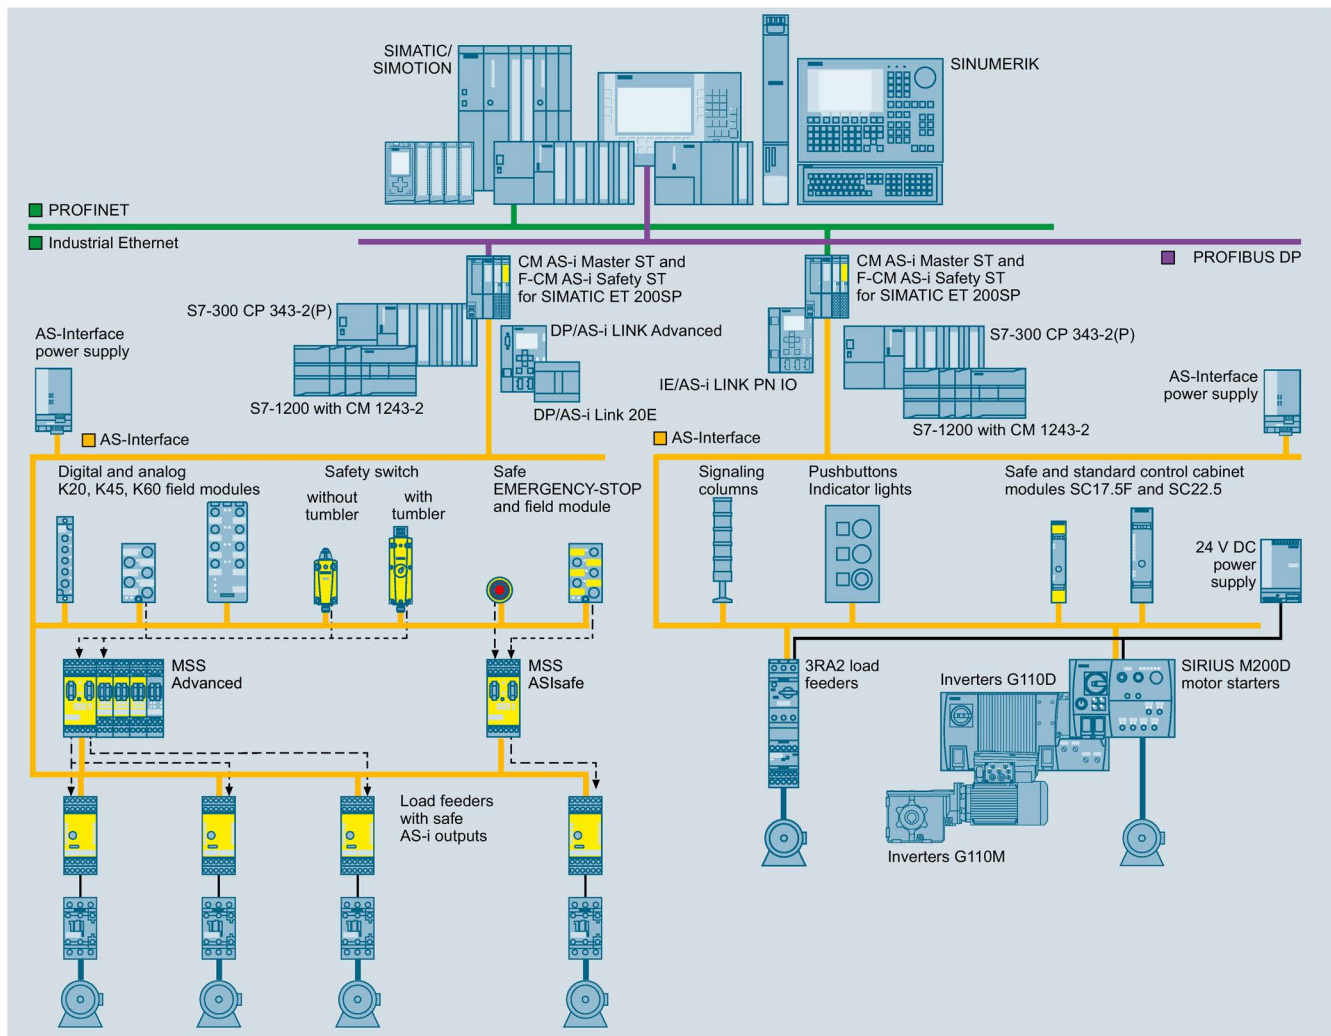 SIMATIC/
SIMOTION
SINUMERIK
PROFINET
Industrial Ethernet
PROFIBUS DP
CM AS-i Master ST and
F-CM AS-i Safety ST
for SIMATIC ET 200SP
CM AS-i Master ST and
F-CM AS-i Safety ST
for SIMATIC ET 200SP
S7-300 CP 343-2(P)
DP/AS-i LINK Advanced
S7-300 CP 343-2(P)
AS-Interface
power supply
IE/AS-i LINK PN IO
AS-Interface
power supply
S7-1200 with CM 1243-2
DP/AS-i Link 20E
S7-1200 with CM 1243-2
AS-Interface
AS-Interface
Digital and analog
K20, K45, K60 field modules
Safety switch
without
tumbler
with
tumbler
Safe
EMERGENCY-STOP
and field module
Signaling
columns
Pushbuttons
Indicator lights
Safe and standard control cabinet
modules SC17.5F and SC22.5
24 V DC
power
supply
MSS
Advanced
MSS
ASIsafe
3RA2 load
feeders
Inverters G110D
SIRIUS M200D
motor starters
Load feeders
with safe
AS-i outputs
Inverters G110M